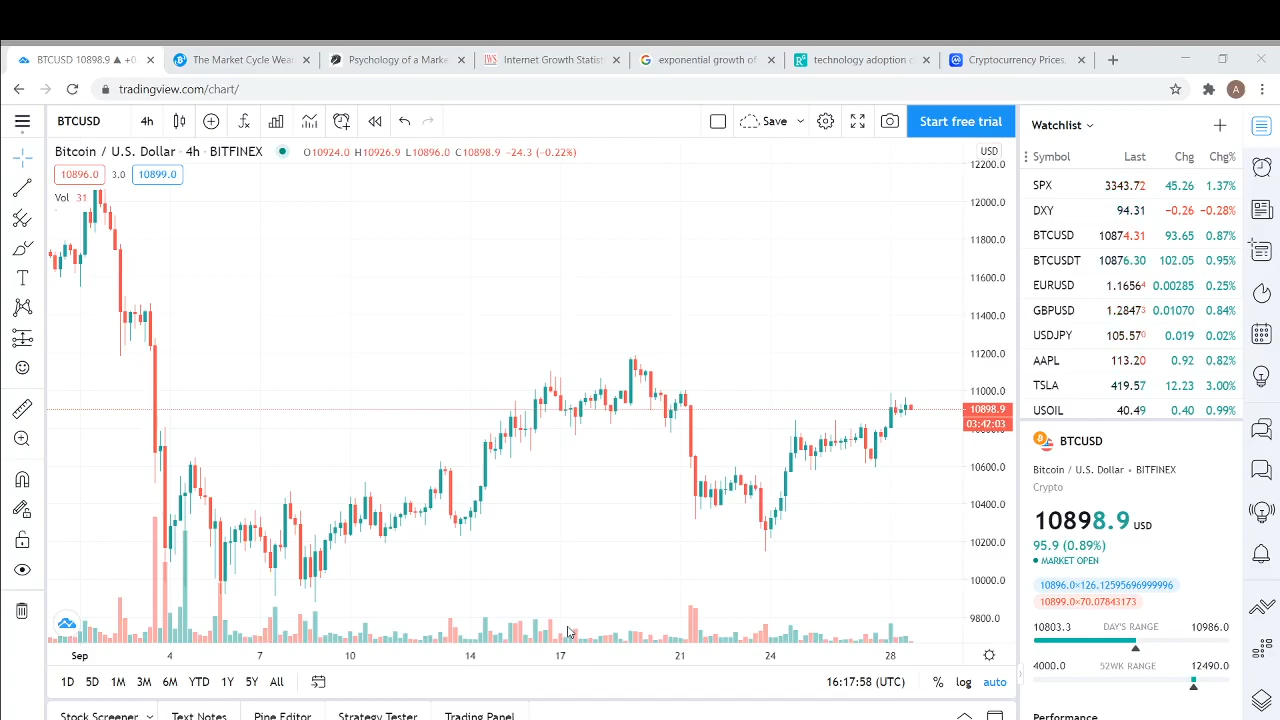 BTCUSD 10898.9 ▲ +0
The Market Cycle Wea
Psychology of a Marke
IWS Internet Growth Statist
exponential growth of
technology adoption c
Cryptocurrency Prices,
tradingview.com/chart/
A
BTCUSD 4h Save Start free trial
Bitcoin / U.S. Dollar • 4h • BITFINEX O10924.0 H10926.9 L10896.0 C10898.9 −24.3 (−0.22%)
10896.0 3.0 10899.0
Vol 31
USD
12200.0
12000.0
11800.0
11600.0
11400.0
11200.0
11000.0
10898.9
03:42:03
10600.0
10400.0
10200.0
10000.0
9800.0
Sep 4 7 10 14 17 21 24 28
1D 5D 1M 3M 6M YTD 1Y 5Y All 16:17:58 (UTC) % log auto
Stock Screener Text Notes Pine Editor Strategy Tester Trading Panel
Watchlist
Symbol Last Chg Chg%
SPX 3343.72 45.26 1.37%
DXY 94.31 −0.26 −0.28%
BTCUSD 10874.31 93.65 0.87%
BTCUSDT 10876.30 102.05 0.95%
EURUSD 1.16564 0.00285 0.25%
GBPUSD 1.28473 0.01070 0.84%
USDJPY 105.570 0.019 0.02%
AAPL 113.20 0.92 0.82%
TSLA 419.57 12.23 3.00%
USOIL 40.49 0.40 0.99%
BTCUSD
Bitcoin / U.S. Dollar • BITFINEX
Crypto
10898.9 USD
95.9 (0.89%)
MARKET OPEN
10896.0×126.12595696999996
10899.0×70.07843173
10803.3 DAY'S RANGE 10986.0
4000.0 52WK RANGE 12490.0
Performance